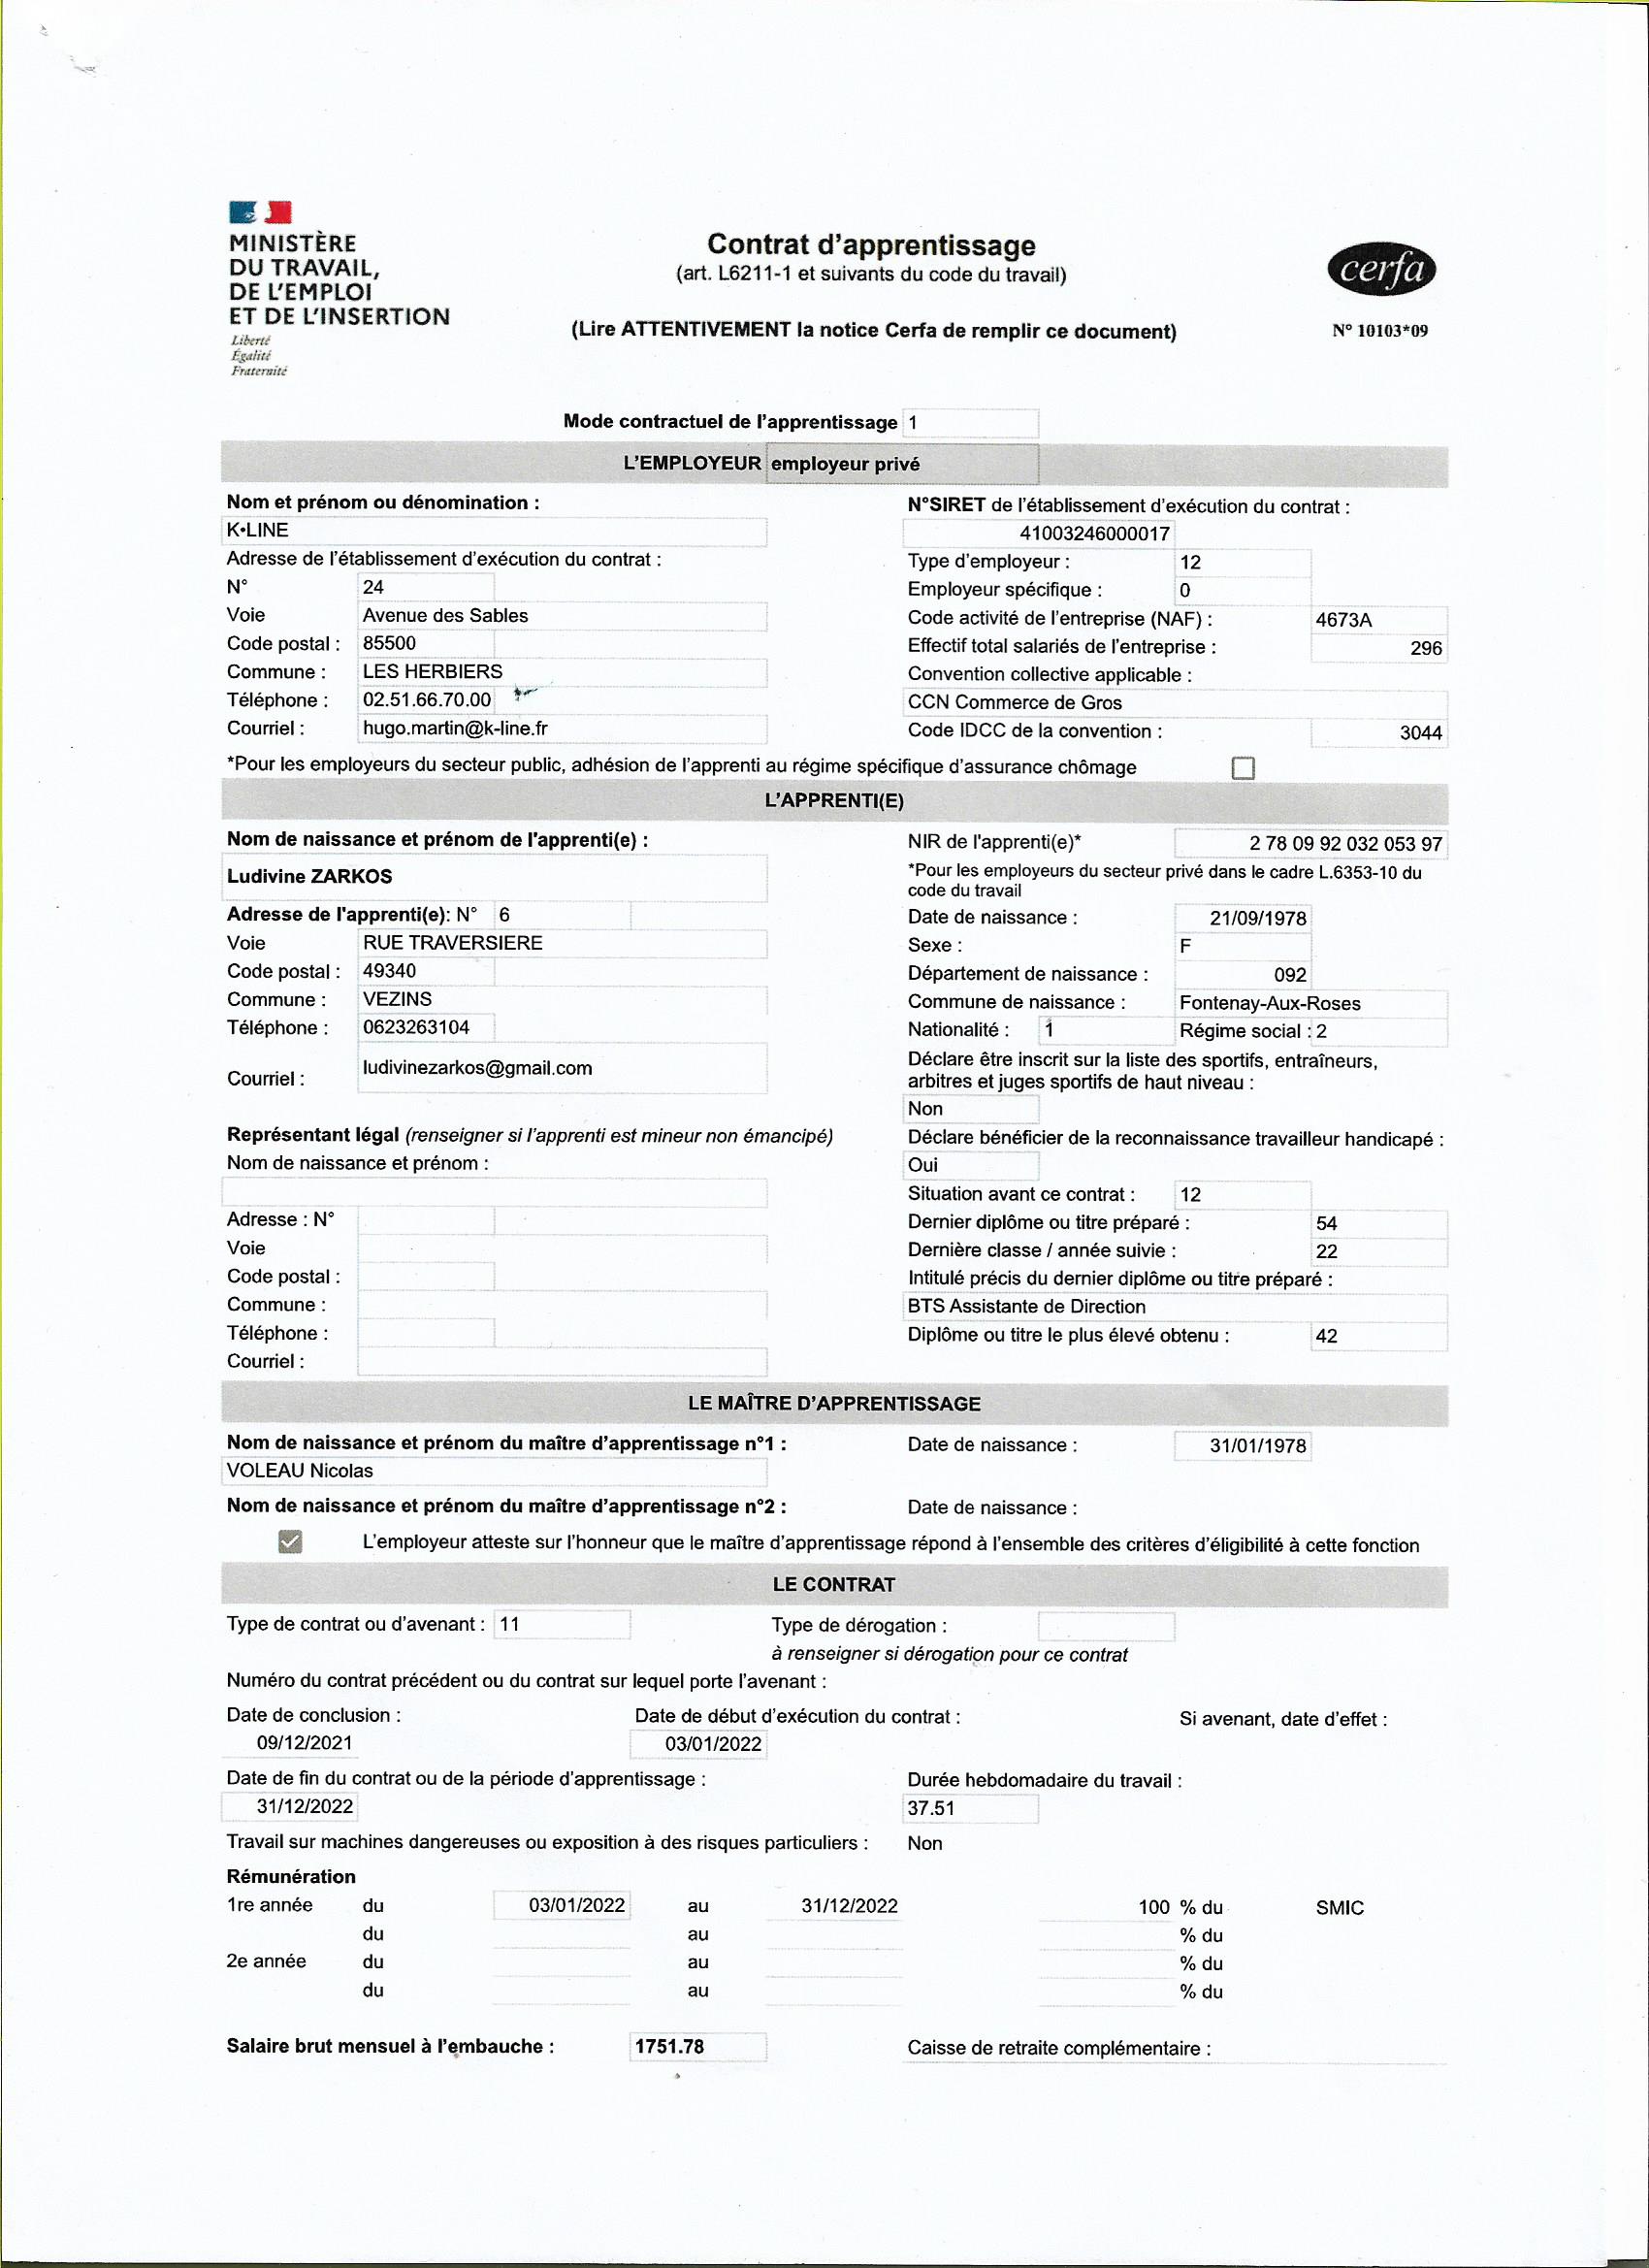 MINISTÈRE
DU TRAVAIL,
DE L'EMPLOI
ET DE L'INSERTION
Liberté
Égalité
Fraternité
Contrat d'apprentissage
(art. L6211-1 et suivants du code du travail)
(Lire ATTENTIVEMENT la notice Cerfa de remplir ce document)
cerfa
N° 10103*09
Mode contractuel de l'apprentissage 1
L'EMPLOYEUR employeur privé
Nom et prénom ou dénomination :
K•LINE
Adresse de l'établissement d'exécution du contrat :
N° 24
Voie Avenue des Sables
Code postal : 85500
Commune : LES HERBIERS
Téléphone : 02.51.66.70.00
Courriel : hugo.martin@k-line.fr
N°SIRET de l'établissement d'exécution du contrat :
41003246000017
Type d'employeur : 12
Employeur spécifique : 0
Code activité de l'entreprise (NAF) : 4673A
Effectif total salariés de l'entreprise : 296
Convention collective applicable :
CCN Commerce de Gros
Code IDCC de la convention : 3044
*Pour les employeurs du secteur public, adhésion de l'apprenti au régime spécifique d'assurance chômage
L'APPRENTI(E)
Nom de naissance et prénom de l'apprenti(e) :
Ludivine ZARKOS
Adresse de l'apprenti(e): N° 6
Voie RUE TRAVERSIERE
Code postal : 49340
Commune : VEZINS
Téléphone : 0623263104
Courriel : ludivinezarkos@gmail.com
Représentant légal (renseigner si l'apprenti est mineur non émancipé)
Nom de naissance et prénom :
Adresse : N°
Voie
Code postal :
Commune :
Téléphone :
Courriel :
NIR de l'apprenti(e)* 2 78 09 92 032 053 97
*Pour les employeurs du secteur privé dans le cadre L.6353-10 du
code du travail
Date de naissance : 21/09/1978
Sexe : F
Département de naissance : 092
Commune de naissance : Fontenay-Aux-Roses
Nationalité : 1 Régime social : 2
Déclare être inscrit sur la liste des sportifs, entraîneurs,
arbitres et juges sportifs de haut niveau :
Non
Déclare bénéficier de la reconnaissance travailleur handicapé :
Oui
Situation avant ce contrat : 12
Dernier diplôme ou titre préparé : 54
Dernière classe / année suivie : 22
Intitulé précis du dernier diplôme ou titre préparé :
BTS Assistante de Direction
Diplôme ou titre le plus élevé obtenu : 42
LE MAÎTRE D'APPRENTISSAGE
Nom de naissance et prénom du maître d'apprentissage n°1 : Date de naissance : 31/01/1978
VOLEAU Nicolas
Nom de naissance et prénom du maître d'apprentissage n°2 : Date de naissance :
L'employeur atteste sur l'honneur que le maître d'apprentissage répond à l'ensemble des critères d'éligibilité à cette fonction
LE CONTRAT
Type de contrat ou d'avenant : 11 Type de dérogation :
à renseigner si dérogation pour ce contrat
Numéro du contrat précédent ou du contrat sur lequel porte l'avenant :
Date de conclusion : Date de début d'exécution du contrat : Si avenant, date d'effet :
09/12/2021 03/01/2022
Date de fin du contrat ou de la période d'apprentissage : Durée hebdomadaire du travail :
31/12/2022 37.51
Travail sur machines dangereuses ou exposition à des risques particuliers : Non
Rémunération
1re année du 03/01/2022 au 31/12/2022 100 % du SMIC
du au % du
2e année du au % du
du au % du
Salaire brut mensuel à l'embauche : 1751.78 Caisse de retraite complémentaire :